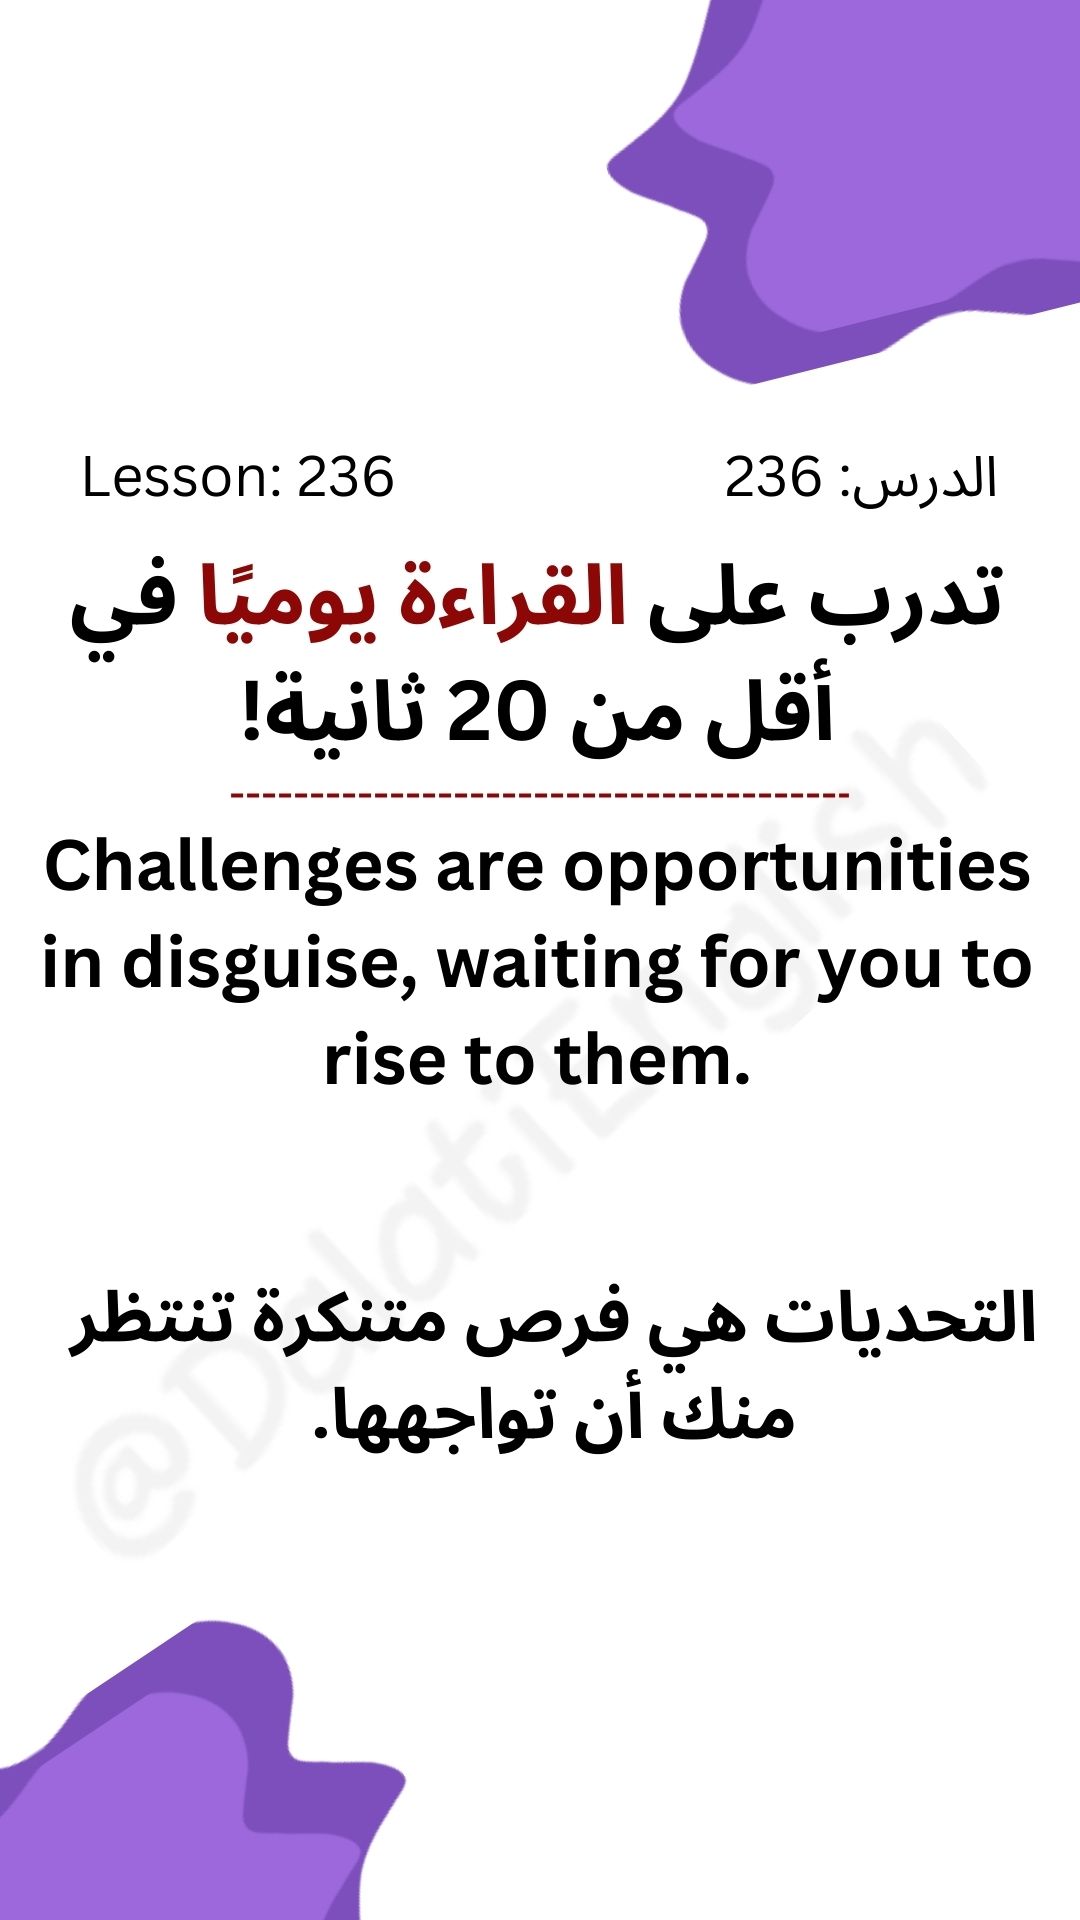 Lesson: 236
الدرس: 236
تدرب على القراءة يوميًا في
أقل من 20 ثانية!
---------------------------------------
Challenges are opportunities
in disguise, waiting for you to
rise to them.
التحديات هي فرص متنكرة تنتظر
منك أن تواجهها.
@DalatiEnglish